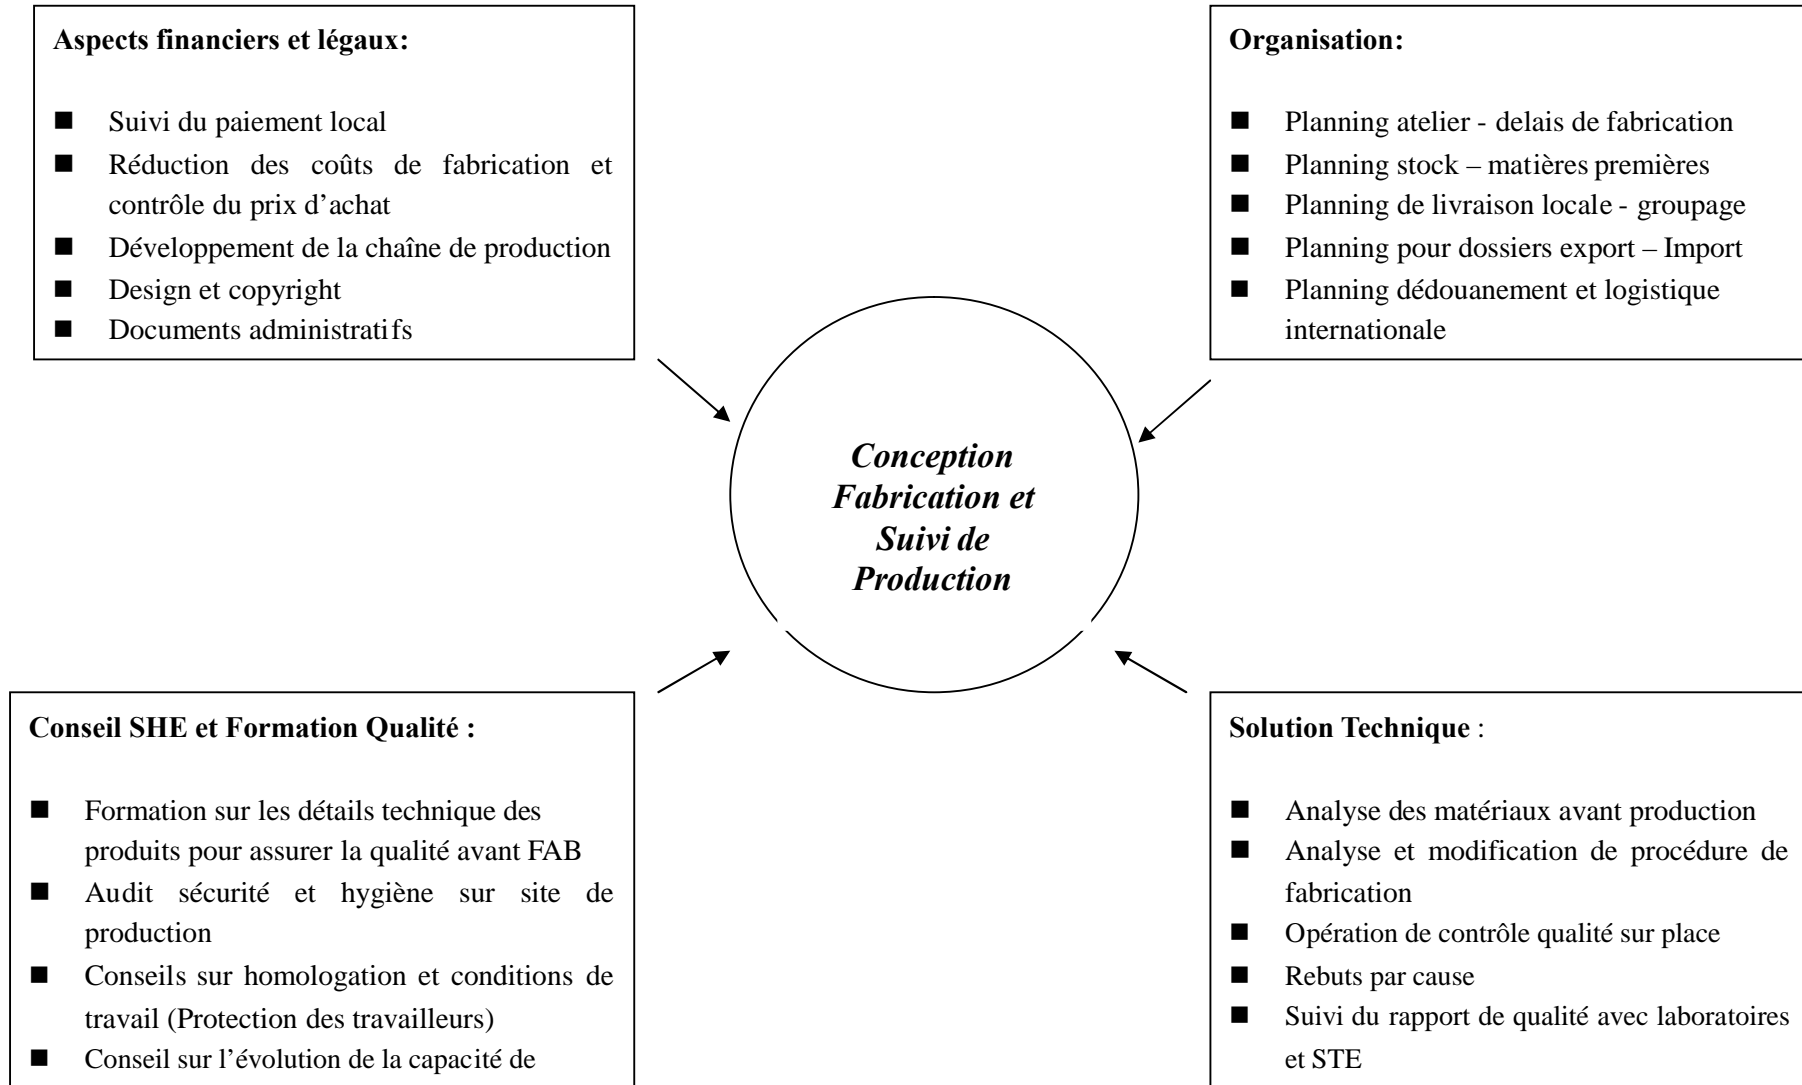 Aspects financiers et légaux:
■ Suivi du paiement local
■ Réduction des coûts de fabrication et
contrôle du prix d’achat
■ Développement de la chaîne de production
■ Design et copyright
■ Documents administratifs
Organisation:
■ Planning atelier - delais de fabrication
■ Planning stock – matières premières
■ Planning de livraison locale - groupage
■ Planning pour dossiers export – Import
■ Planning dédouanement et logistique
internationale
Conception
Fabrication et
Suivi de
Production
Conseil SHE et Formation Qualité :
■ Formation sur les détails technique des
produits pour assurer la qualité avant FAB
■ Audit sécurité et hygiène sur site de
production
■ Conseils sur homologation et conditions de
travail (Protection des travailleurs)
■ Conseil sur l’évolution de la capacité de
Solution Technique :
■ Analyse des matériaux avant production
■ Analyse et modification de procédure de
fabrication
■ Opération de contrôle qualité sur place
■ Rebuts par cause
■ Suivi du rapport de qualité avec laboratoires
et STE